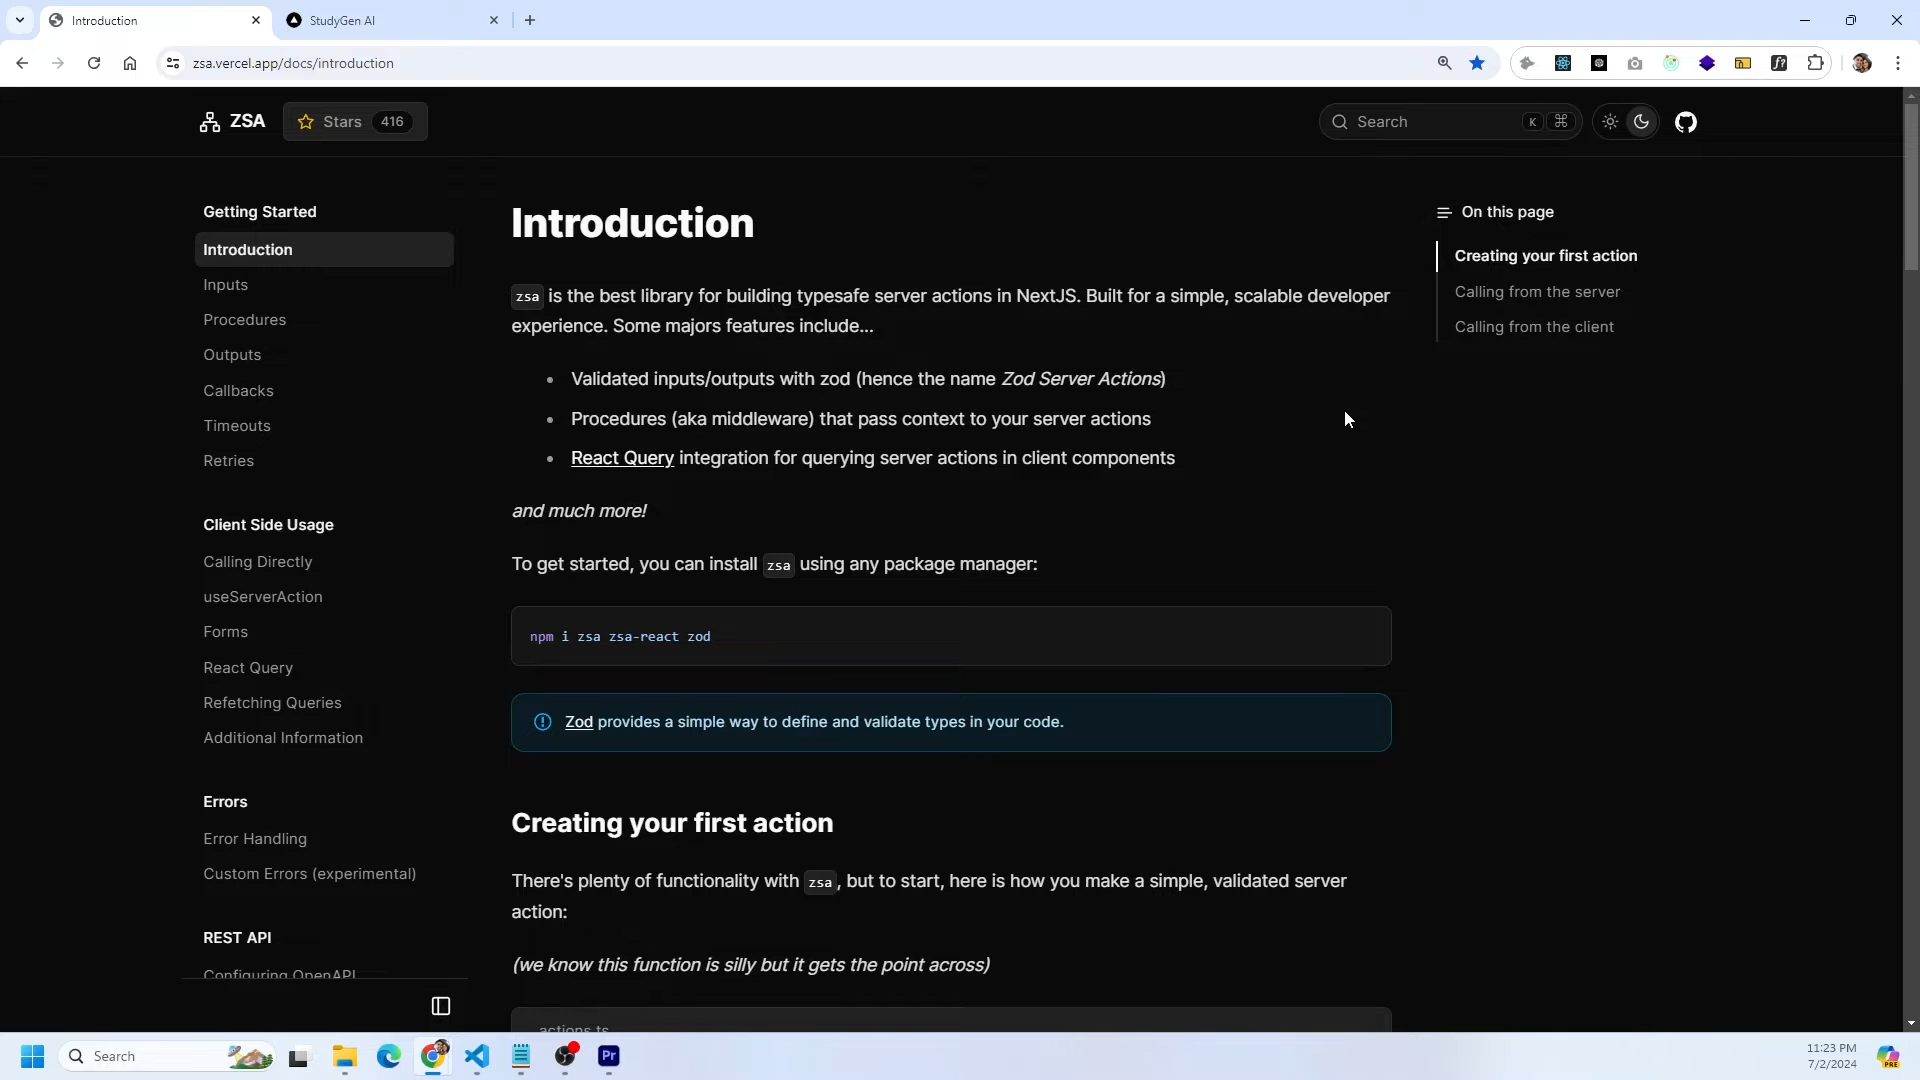 Introduction
StudyGen AI
zsa.vercel.app/docs/introduction
ZSA
Stars 416
Search K ⌘
Getting Started
Introduction
Inputs
Procedures
Outputs
Callbacks
Timeouts
Retries
Client Side Usage
Calling Directly
useServerAction
Forms
React Query
Refetching Queries
Additional Information
Errors
Error Handling
Custom Errors (experimental)
REST API
Configuring OpenAPI
Introduction
zsa is the best library for building typesafe server actions in NextJS. Built for a simple, scalable developer
experience. Some majors features include...
• Validated inputs/outputs with zod (hence the name Zod Server Actions)
• Procedures (aka middleware) that pass context to your server actions
• React Query integration for querying server actions in client components
and much more!
To get started, you can install zsa using any package manager:
npm i zsa zsa-react zod
Zod provides a simple way to define and validate types in your code.
Creating your first action
There's plenty of functionality with zsa, but to start, here is how you make a simple, validated server
action:
(we know this function is silly but it gets the point across)
actions.ts
On this page
Creating your first action
Calling from the server
Calling from the client
Search
Pr
11:23 PM
7/2/2024
PRE